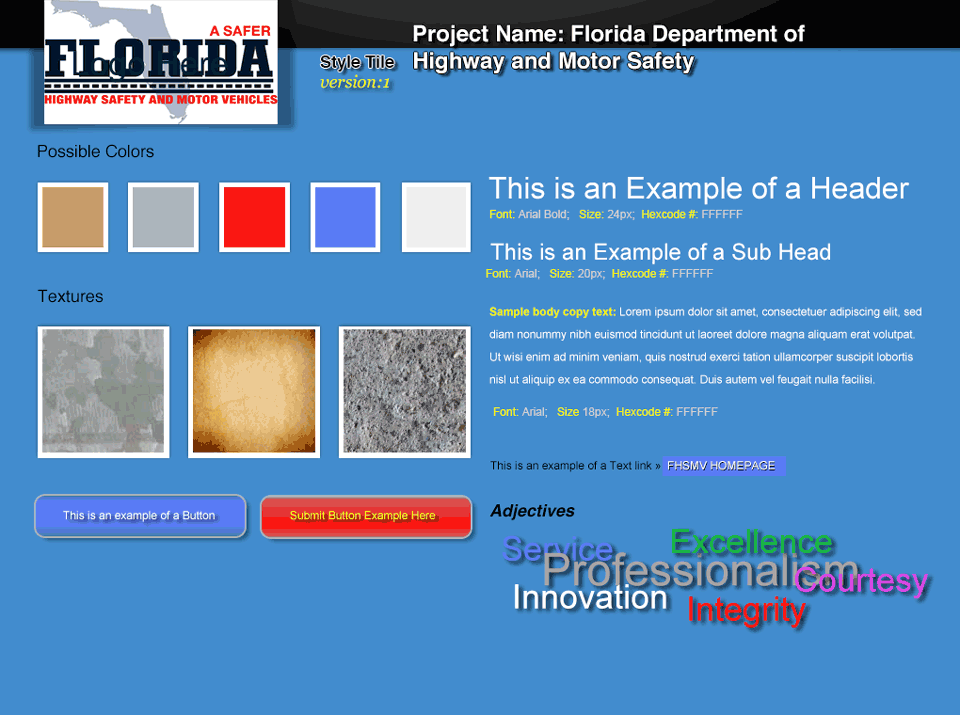 A SAFER
FLORIDA
Logo Here
HIGHWAY SAFETY AND MOTOR VEHICLES
Style Tile
version:1
Project Name: Florida Department of
Highway and Motor Safety
Possible Colors
Textures
This is an example of a Button
Submit Button Example Here
This is an Example of a Header
Font: Arial Bold; Size: 24px; Hexcode #: FFFFFF
This is an Example of a Sub Head
Font: Arial; Size: 20px; Hexcode #: FFFFFF
Sample body copy text: Lorem ipsum dolor sit amet, consectetuer adipiscing elit, sed
diam nonummy nibh euismod tincidunt ut laoreet dolore magna aliquam erat volutpat.
Ut wisi enim ad minim veniam, quis nostrud exerci tation ullamcorper suscipit lobortis
nisl ut aliquip ex ea commodo consequat. Duis autem vel feugait nulla facilisi.
Font: Arial; Size 18px; Hexcode #: FFFFFF
This is an example of a Text link » FHSMV HOMEPAGE
Adjectives
Service
Excellence
Professionalism
Courtesy
Innovation
Integrity